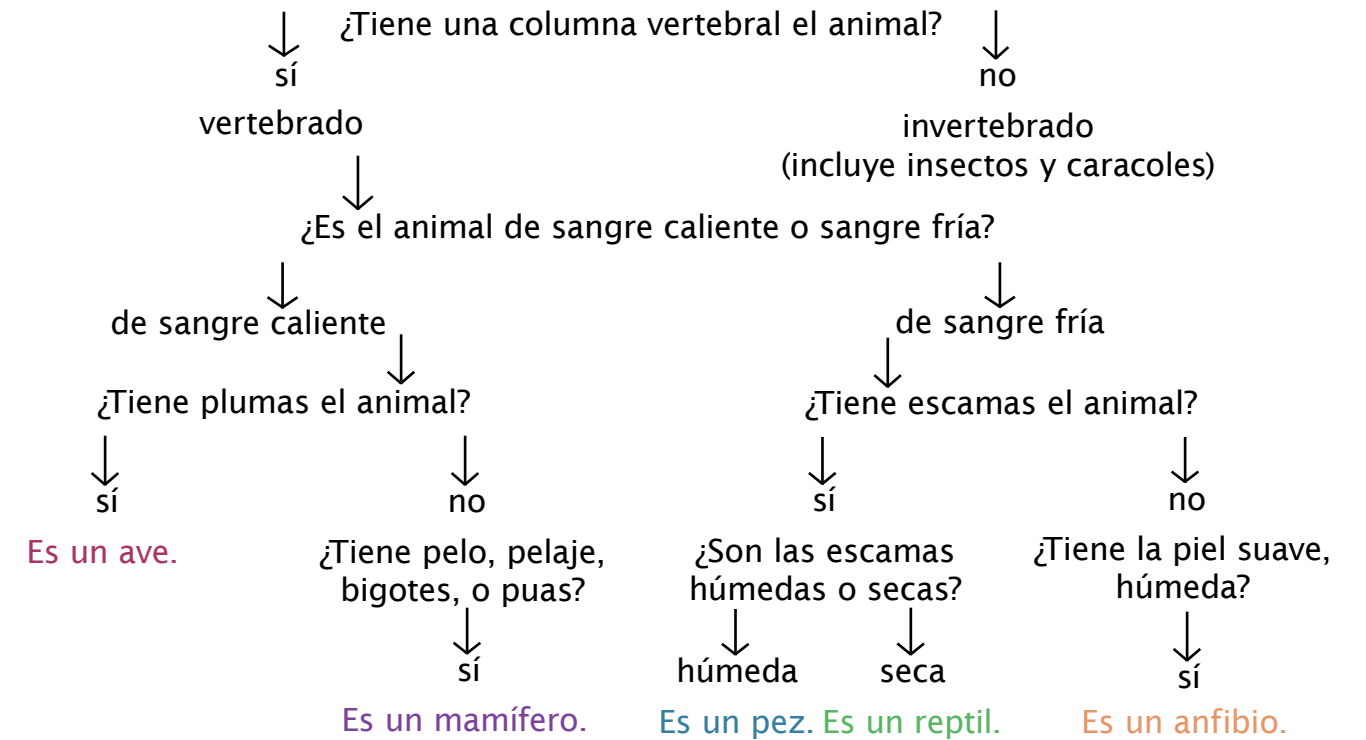 ¿Tiene una columna vertebral el animal?
sí
no
vertebrado
invertebrado
(incluye insectos y caracoles)
¿Es el animal de sangre caliente o sangre fría?
de sangre caliente
de sangre fría
¿Tiene plumas el animal?
¿Tiene escamas el animal?
sí
no
sí
no
Es un ave.
¿Tiene pelo, pelaje,
bigotes, o puas?
¿Son las escamas
húmedas o secas?
¿Tiene la piel suave,
húmeda?
sí
húmeda
seca
sí
Es un mamífero.
Es un pez.
Es un reptil.
Es un anfibio.